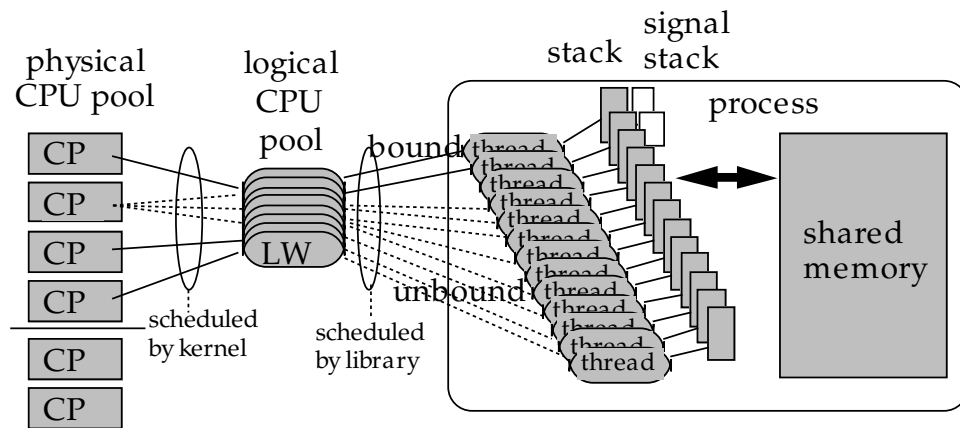 physical
CPU pool
logical
CPU
pool
stack
signal
stack
process
CP
CP
CP
CP
CP
CP
LW
bound
unbound
thread
thread
thread
thread
thread
thread
thread
thread
thread
thread
thread
thread
thread
shared
memory
scheduled
by kernel
scheduled
by library